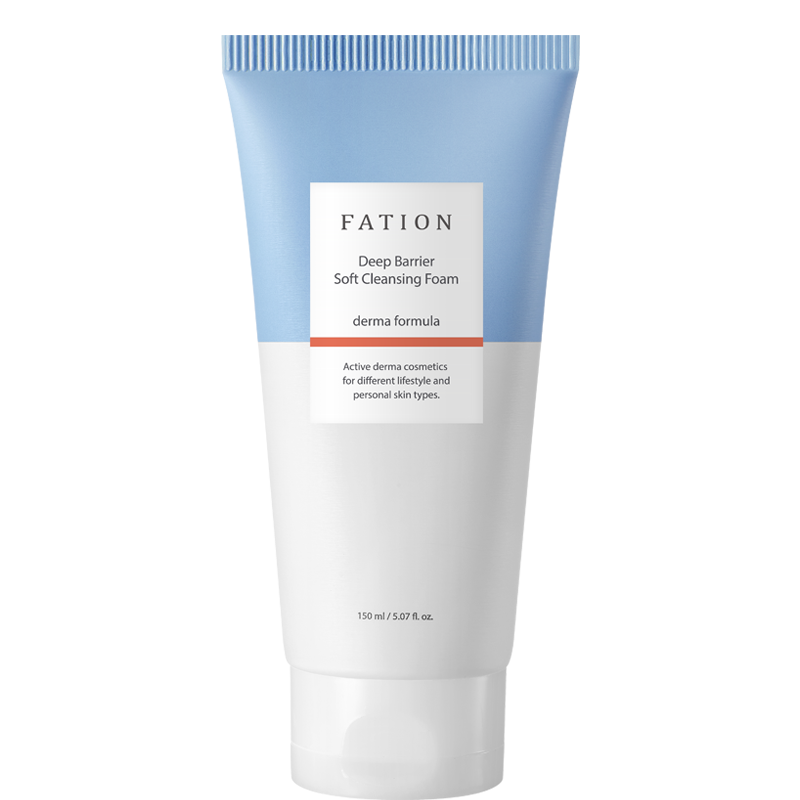 FATION
Deep Barrier
Soft Cleansing Foam
derma formula
Active derma cosmetics
for different lifestyle and
personal skin types.
150 ml / 5.07 fl. oz.